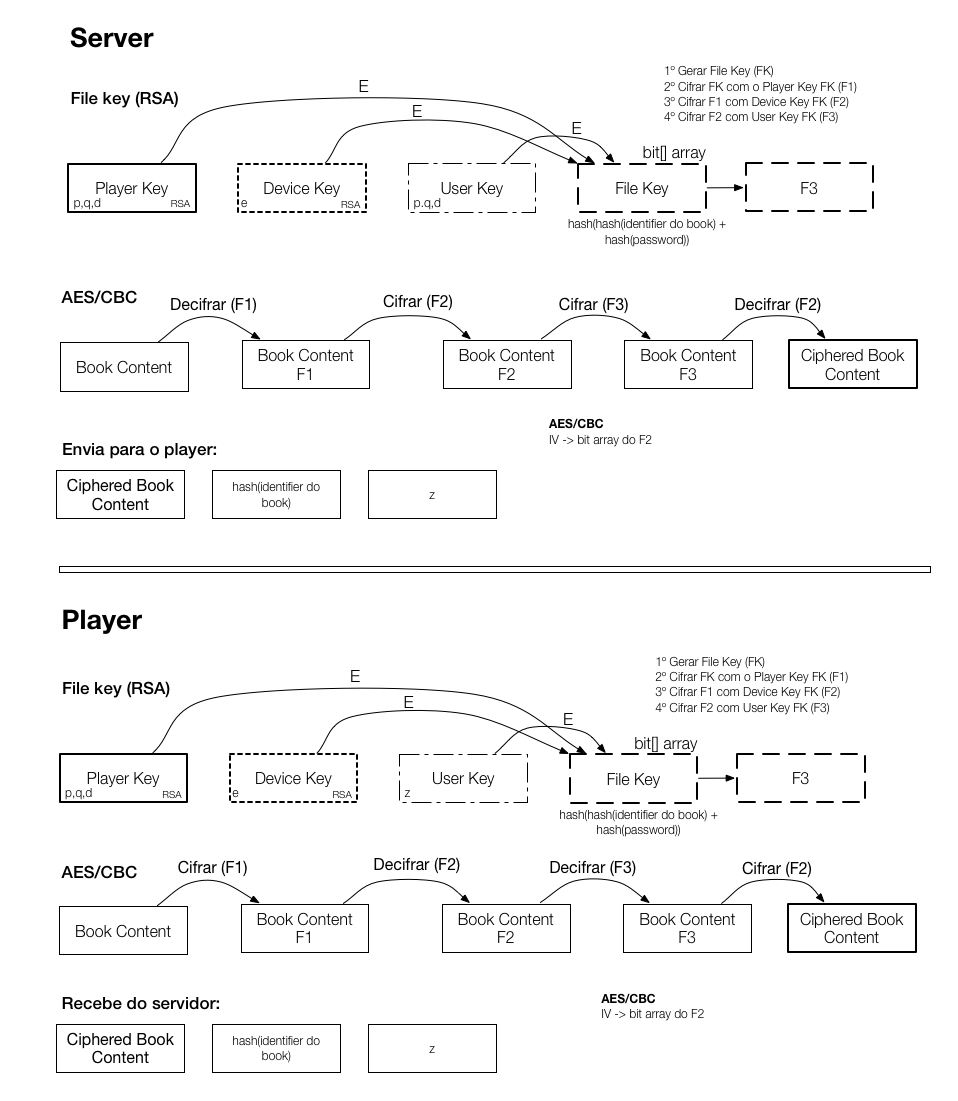 Server
File key (RSA)
E
E
E
1º Gerar File Key (FK)
2º Cifrar FK com o Player Key FK (F1)
3º Cifrar F1 com Device Key FK (F2)
4º Cifrar F2 com User Key FK (F3)
bit[] array
Player Key
p,q,d
RSA
Device Key
e
RSA
User Key
p.q,d
File Key
F3
hash(hash(identifier do book) +
hash(password))
AES/CBC
Decifrar (F1)
Cifrar (F2)
Cifrar (F3)
Decifrar (F2)
Book Content
Book Content
F1
Book Content
F2
Book Content
F3
Ciphered Book
Content
AES/CBC
IV -> bit array do F2
Envia para o player:
Ciphered Book
Content
hash(identifier do
book)
z
Player
File key (RSA)
E
E
E
1º Gerar File Key (FK)
2º Cifrar FK com o Player Key FK (F1)
3º Cifrar F1 com Device Key FK (F2)
4º Cifrar F2 com User Key FK (F3)
bit[] array
Player Key
p,q,d
RSA
Device Key
e
RSA
User Key
z
File Key
F3
hash(hash(identifier do book) +
hash(password))
AES/CBC
Cifrar (F1)
Decifrar (F2)
Decifrar (F3)
Cifrar (F2)
Book Content
Book Content
F1
Book Content
F2
Book Content
F3
Ciphered Book
Content
AES/CBC
IV -> bit array do F2
Recebe do servidor:
Ciphered Book
Content
hash(identifier do
book)
z